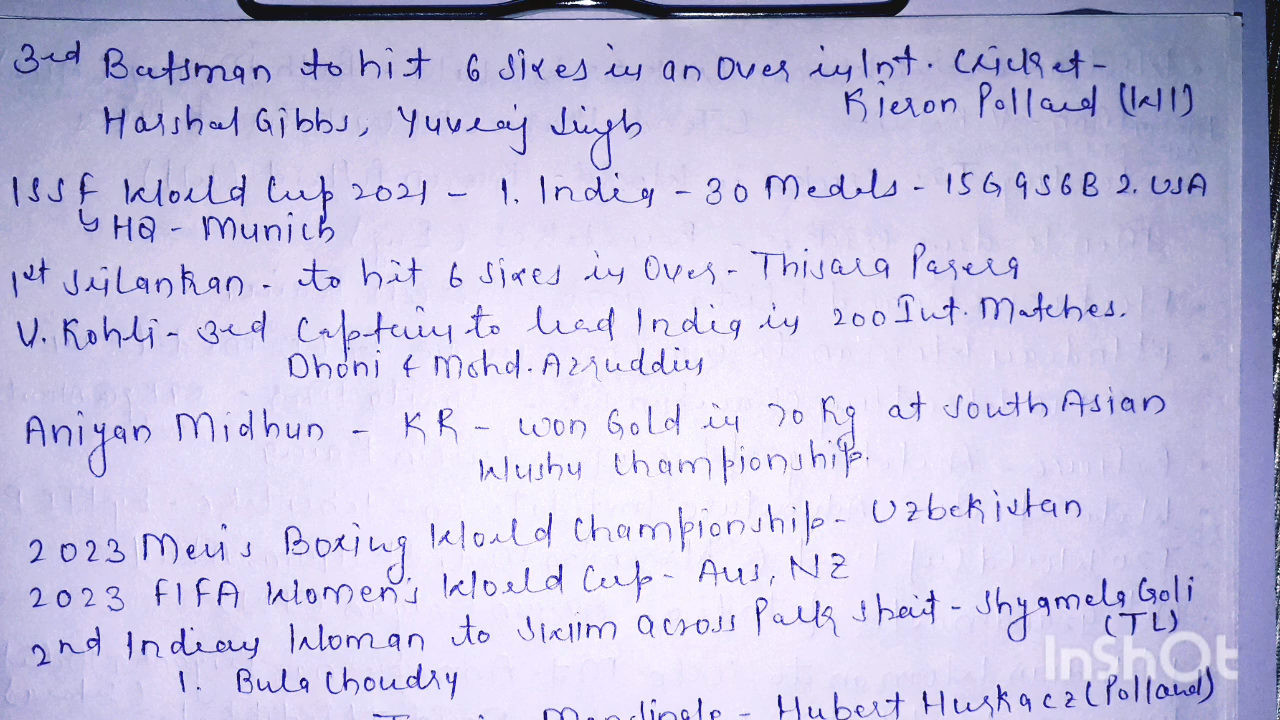 3rd Batsman to hit 6 sixes in an Over in Int. Cricket -
Kieron Pollard (WI)
Harshal Gibbs, Yuvraj Singh
ISSF World Cup 2021 - 1. India - 30 Medels - 15G 9S 6B 2. USA
↳ HQ - Munich
1st Srilankan - to hit 6 sixes in Over - Thisara Parera
V. Kohli - 3rd Captain to lead India in 200 Int. Matches.
Dhoni & Mohd. Azruddin
Aniyan Midhun - KR - won Gold in 70 Kg at South Asian
Wushu Championship.
2023 Men's Boxing World Championship - Uzbekistan
2023 FIFA Women's World Cup - Aus, NZ
2nd Indian Woman to swim across Palk Strait - Shyamela Goli
(TL)
1. Bula Choudry
Hubert Hurkacz (Polland)
InShOt